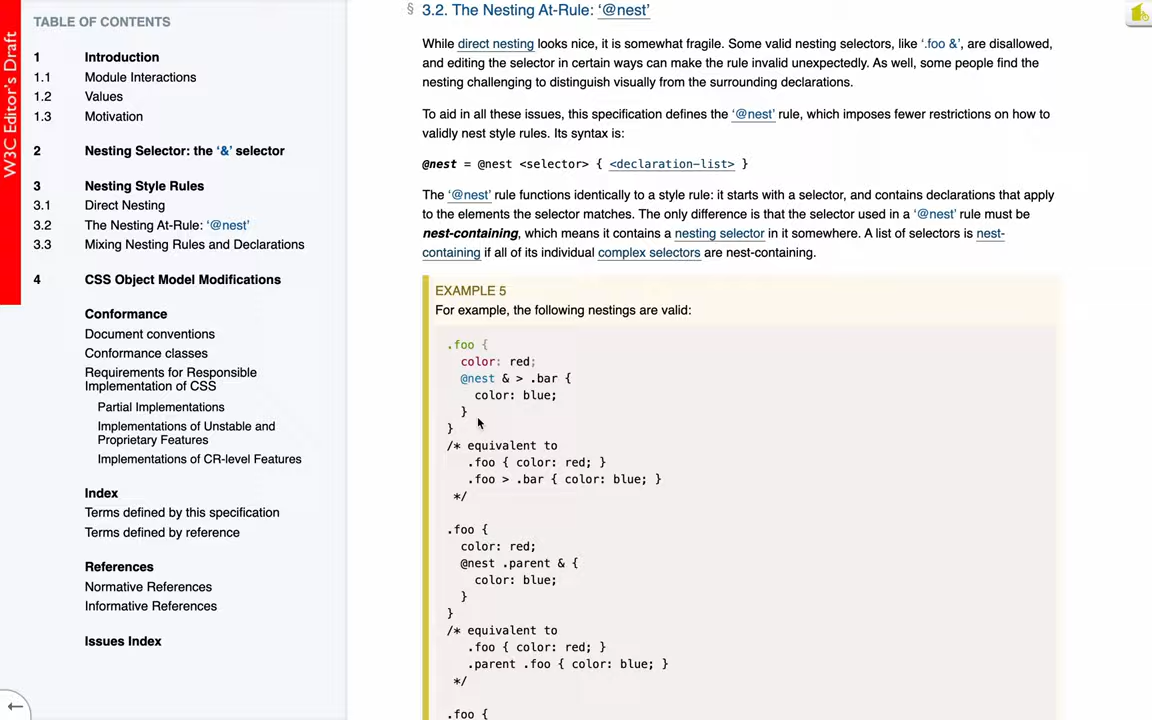 W3C Editor's Draft
TABLE OF CONTENTS
1 Introduction
1.1 Module Interactions
1.2 Values
1.3 Motivation
2 Nesting Selector: the ‘&’ selector
3 Nesting Style Rules
3.1 Direct Nesting
3.2 The Nesting At-Rule: ‘@nest’
3.3 Mixing Nesting Rules and Declarations
4 CSS Object Model Modifications
Conformance
Document conventions
Conformance classes
Requirements for Responsible
Implementation of CSS
Partial Implementations
Implementations of Unstable and
Proprietary Features
Implementations of CR-level Features
Index
Terms defined by this specification
Terms defined by reference
References
Normative References
Informative References
Issues Index
←
§ 3.2. The Nesting At-Rule: ‘@nest’
While direct nesting looks nice, it is somewhat fragile. Some valid nesting selectors, like ‘.foo &’, are disallowed,
and editing the selector in certain ways can make the rule invalid unexpectedly. As well, some people find the
nesting challenging to distinguish visually from the surrounding declarations.
To aid in all these issues, this specification defines the ‘@nest’ rule, which imposes fewer restrictions on how to
validly nest style rules. Its syntax is:
@nest = @nest <selector> { <declaration-list> }
The ‘@nest’ rule functions identically to a style rule: it starts with a selector, and contains declarations that apply
to the elements the selector matches. The only difference is that the selector used in a ‘@nest’ rule must be
nest-containing, which means it contains a nesting selector in it somewhere. A list of selectors is nest-
containing if all of its individual complex selectors are nest-containing.
EXAMPLE 5
For example, the following nestings are valid:
.foo {
color: red;
@nest & > .bar {
color: blue;
}
}
/* equivalent to
.foo { color: red; }
.foo > .bar { color: blue; }
*/
.foo {
color: red;
@nest .parent & {
color: blue;
}
}
/* equivalent to
.foo { color: red; }
.parent .foo { color: blue; }
*/
.foo {